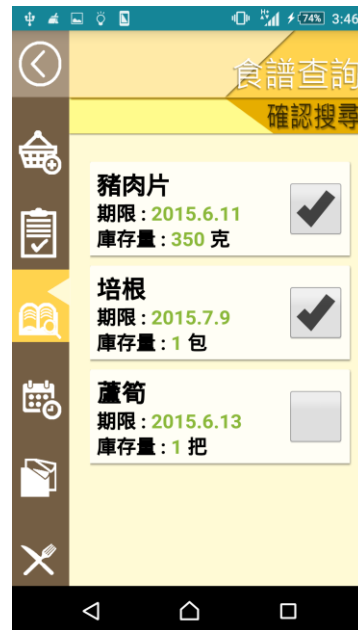 74% 3:46
食譜查詢
確認搜尋
豬肉片
期限 : 2015.6.11
庫存量 : 350 克
培根
期限 : 2015.7.9
庫存量 : 1 包
蘆筍
期限 : 2015.6.13
庫存量 : 1 把